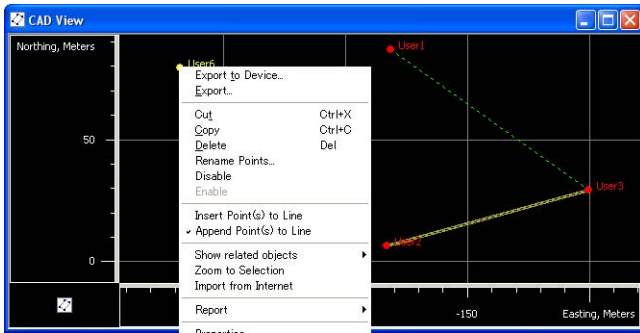 CAD View
Northing, Meters
User1
User6
Export to Device...
Export...
Cut Ctrl+X
Copy Ctrl+C
Delete Del
Rename Points...
Disable
Enable
50
User3
Insert Point(s) to Line
Append Point(s) to Line
User2
Show related objects
0
Zoom to Selection
Import from Internet
Report
-150
Easting, Meters
Properties